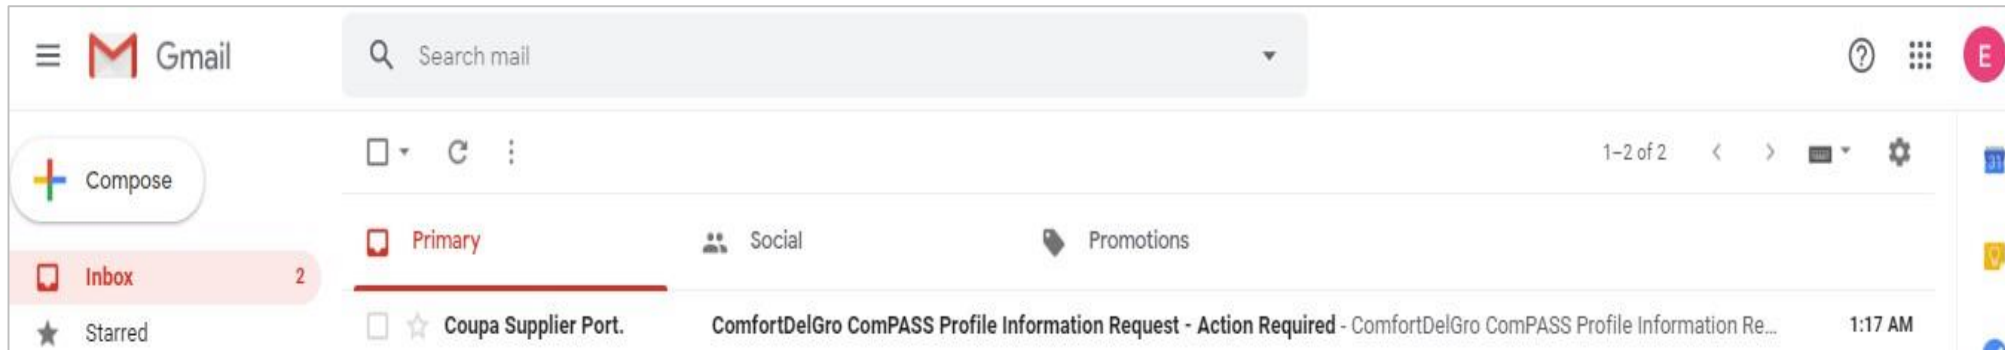 Gmail
Search mail
E
Compose
1–2 of 2
31
Primary
Social
Promotions
Inbox 2
Coupa Supplier Port. ComfortDelGro ComPASS Profile Information Request - Action Required - ComfortDelGro ComPASS Profile Information Re... 1:17 AM
Starred